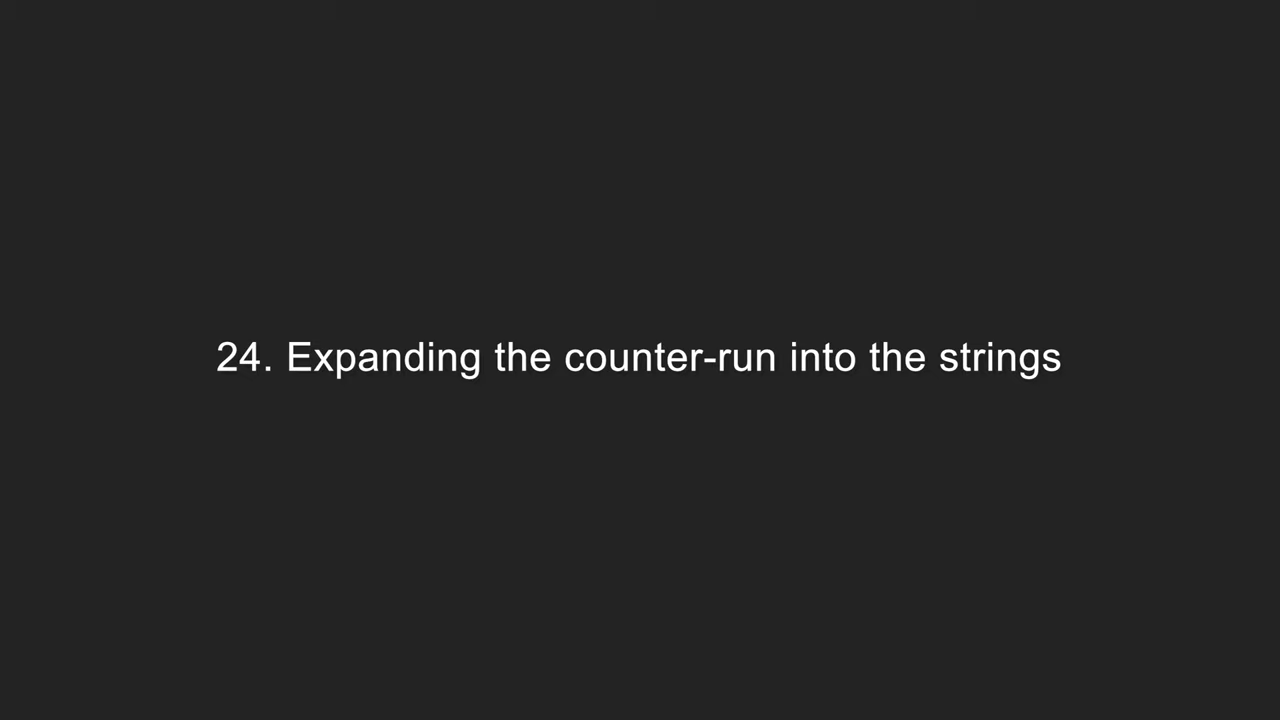 24. Expanding the counter-run into the strings